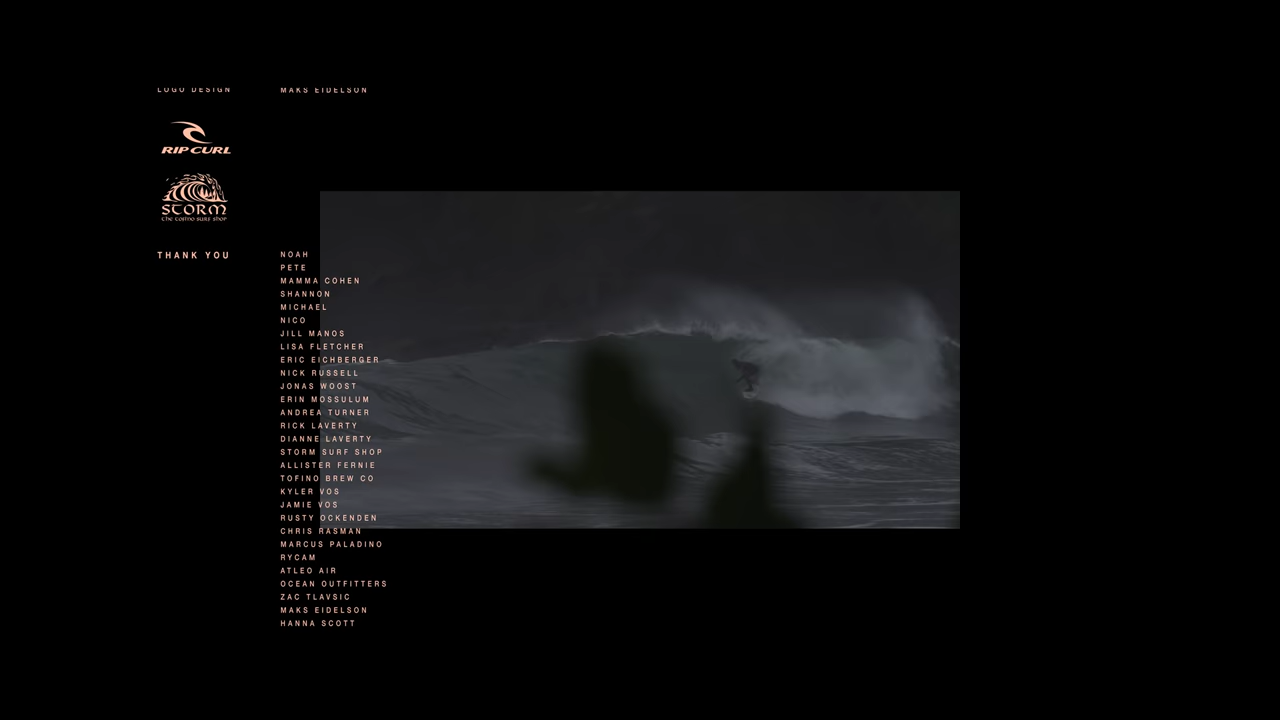 LOGO DESIGN MAKS EIDELSON
RIP CURL
STORM
the tofino surf shop
THANK YOU
NOAH
PETE
MAMMA COHEN
SHANNON
MICHAEL
NICO
JILL MANOS
LISA FLETCHER
ERIC EICHBERGER
NICK RUSSELL
JONAS WOOST
ERIN MOSSULUM
ANDREA TURNER
RICK LAVERTY
DIANNE LAVERTY
STORM SURF SHOP
ALLISTER FERNIE
TOFINO BREW CO
KYLER VOS
JAMIE VOS
RUSTY OCKENDEN
CHRIS RASMAN
MARCUS PALADINO
RYCAM
ATLEO AIR
OCEAN OUTFITTERS
ZAC TLAVSIC
MAKS EIDELSON
HANNA SCOTT